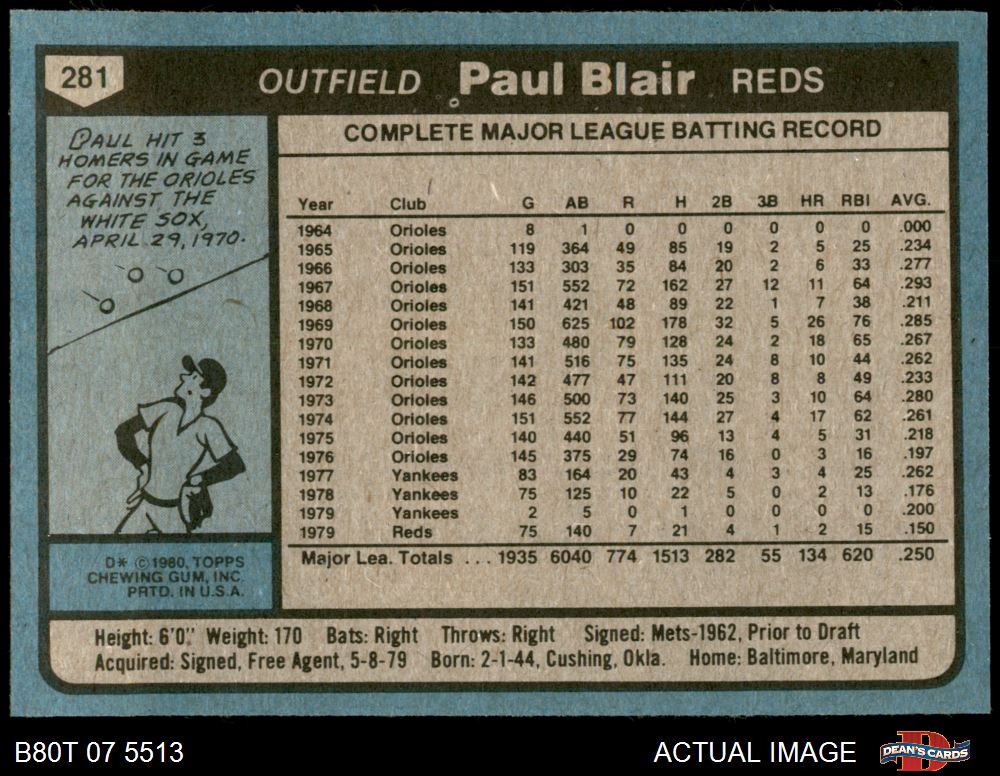 281 OUTFIELD Paul Blair REDS
PAUL HIT 3
HOMERS IN GAME
FOR THE ORIOLES
AGAINST THE
WHITE SOX,
APRIL 29, 1970.
D* © 1980, TOPPS
CHEWING GUM, INC.
PRTD. IN U.S.A.
COMPLETE MAJOR LEAGUE BATTING RECORD
Year Club G AB R H 2B 3B HR RBI AVG.
1964 Orioles 8 1 0 0 0 0 0 0 .000
1965 Orioles 119 364 49 85 19 2 5 25 .234
1966 Orioles 133 303 35 84 20 2 6 33 .277
1967 Orioles 151 552 72 162 27 12 11 64 .293
1968 Orioles 141 421 48 89 22 1 7 38 .211
1969 Orioles 150 625 102 178 32 5 26 76 .285
1970 Orioles 133 480 79 128 24 2 18 65 .267
1971 Orioles 141 516 75 135 24 8 10 44 .262
1972 Orioles 142 477 47 111 20 8 8 49 .233
1973 Orioles 146 500 73 140 25 3 10 64 .280
1974 Orioles 151 552 77 144 27 4 17 62 .261
1975 Orioles 140 440 51 96 13 4 5 31 .218
1976 Orioles 145 375 29 74 16 0 3 16 .197
1977 Yankees 83 164 20 43 4 3 4 25 .262
1978 Yankees 75 125 10 22 5 0 2 13 .176
1979 Yankees 2 5 0 1 0 0 0 0 .200
1979 Reds 75 140 7 21 4 1 2 15 .150
Major Lea. Totals ... 1935 6040 774 1513 282 55 134 620 .250
Height: 6'0" Weight: 170 Bats: Right Throws: Right Signed: Mets-1962, Prior to Draft
Acquired: Signed, Free Agent, 5-8-79 Born: 2-1-44, Cushing, Okla. Home: Baltimore, Maryland
B80T 07 5513 ACTUAL IMAGE DEAN'S CARDS